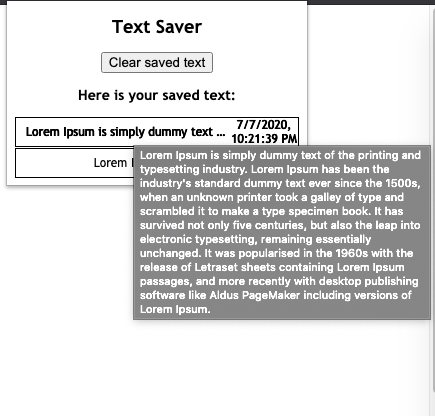 Text Saver
Clear saved text
Here is your saved text:
Lorem Ipsum is simply dummy text ...
7/7/2020,
10:21:39 PM
Lorem
Lorem Ipsum is simply dummy text of the printing and
typesetting industry. Lorem Ipsum has been the
industry's standard dummy text ever since the 1500s,
when an unknown printer took a galley of type and
scrambled it to make a type specimen book. It has
survived not only five centuries, but also the leap into
electronic typesetting, remaining essentially
unchanged. It was popularised in the 1960s with the
release of Letraset sheets containing Lorem Ipsum
passages, and more recently with desktop publishing
software like Aldus PageMaker including versions of
Lorem Ipsum.